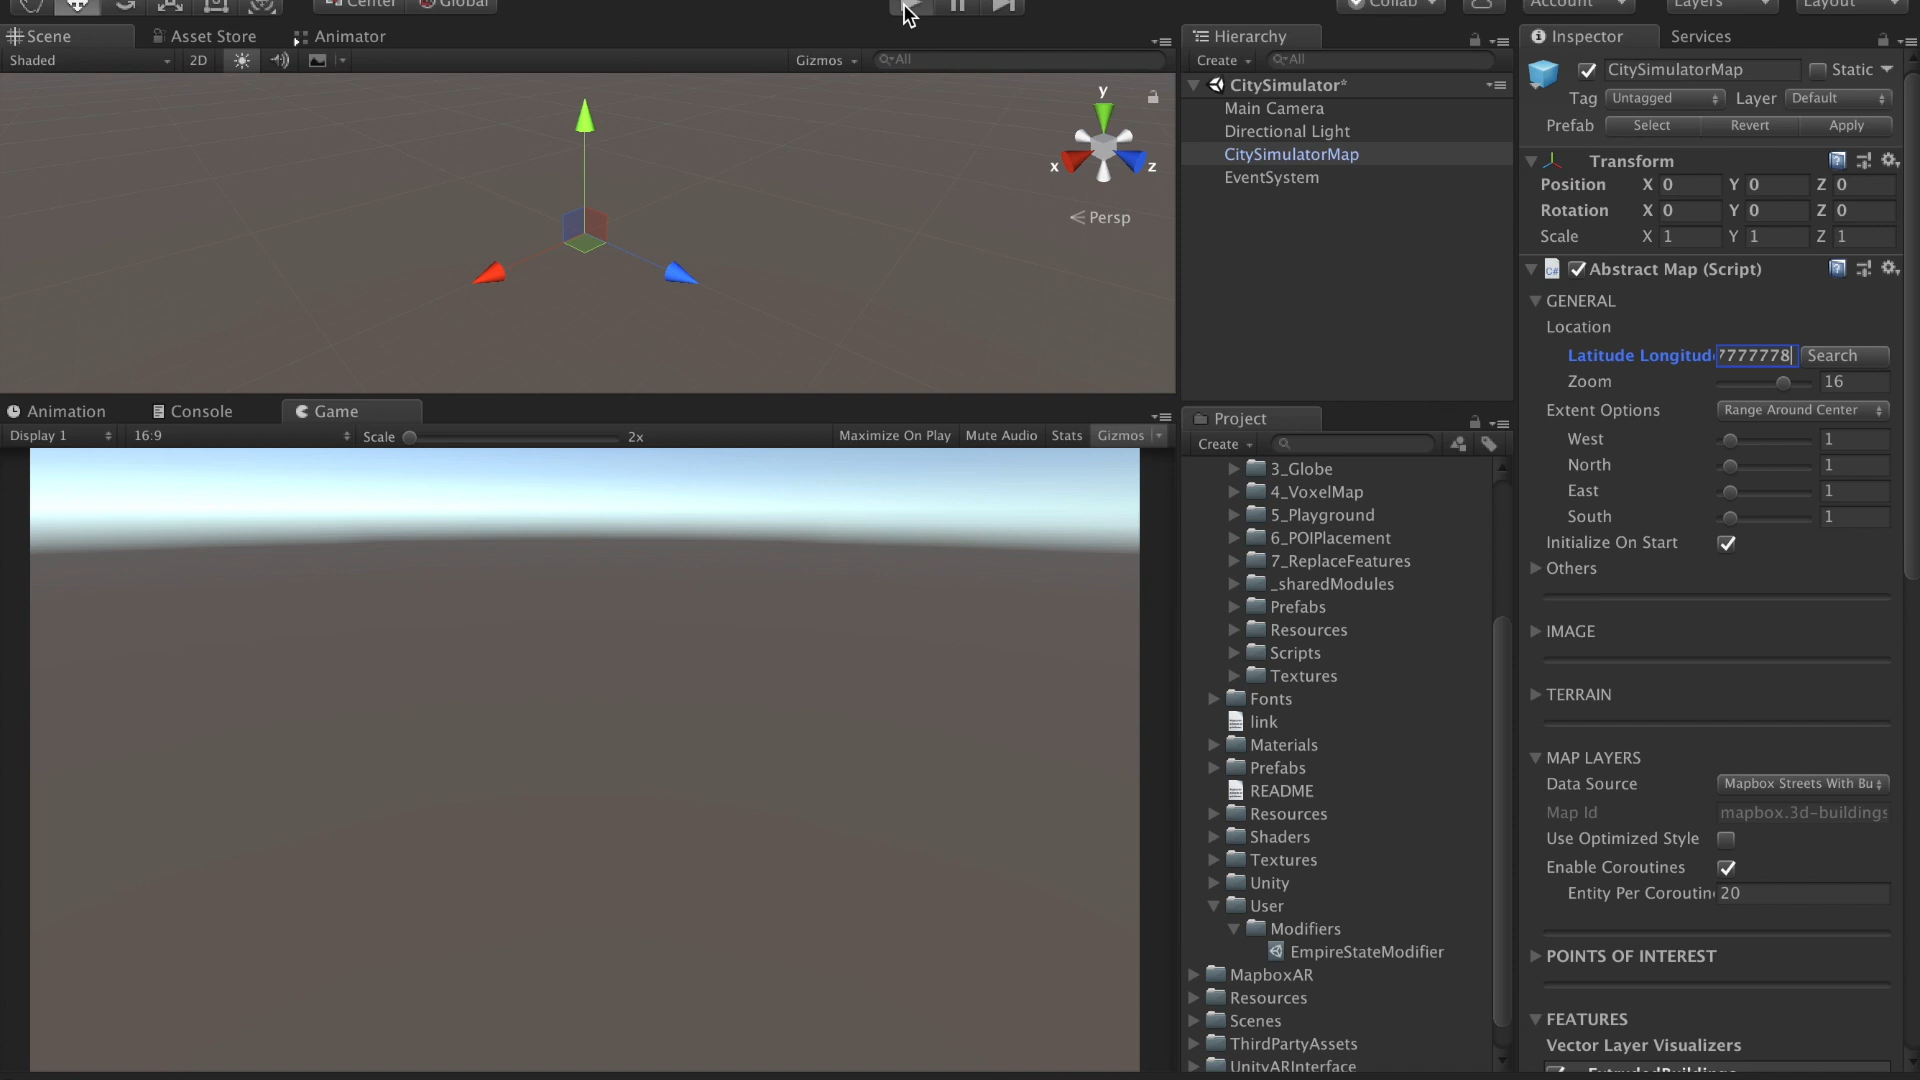 Center Global Collab Account Layers Layout
Scene Asset Store Animator
Shaded 2D Gizmos All
y
x z
Persp
Animation Console Game
Display 1 16:9 Scale 2x Maximize On Play Mute Audio Stats Gizmos
Hierarchy
Create All
CitySimulator*
Main Camera
Directional Light
CitySimulatorMap
EventSystem
Project
Create
3_Globe
4_VoxelMap
5_Playground
6_POIPlacement
7_ReplaceFeatures
_sharedModules
Prefabs
Resources
Scripts
Textures
Fonts
link
Materials
Prefabs
README
Resources
Shaders
Textures
Unity
User
Modifiers
EmpireStateModifier
MapboxAR
Resources
Scenes
ThirdPartyAssets
UnityARInterface
Inspector Services
CitySimulatorMap Static
Tag Untagged Layer Default
Prefab Select Revert Apply
Transform
Position X 0 Y 0 Z 0
Rotation X 0 Y 0 Z 0
Scale X 1 Y 1 Z 1
C# Abstract Map (Script)
GENERAL
Location
Latitude Longitud 7777778 Search
Zoom 16
Extent Options Range Around Center
West 1
North 1
East 1
South 1
Initialize On Start
Others
IMAGE
TERRAIN
MAP LAYERS
Data Source Mapbox Streets With Bu
Map Id mapbox.3d-buildings
Use Optimized Style
Enable Coroutines
Entity Per Coroutin 20
POINTS OF INTEREST
FEATURES
Vector Layer Visualizers
ExtrudedBuildings